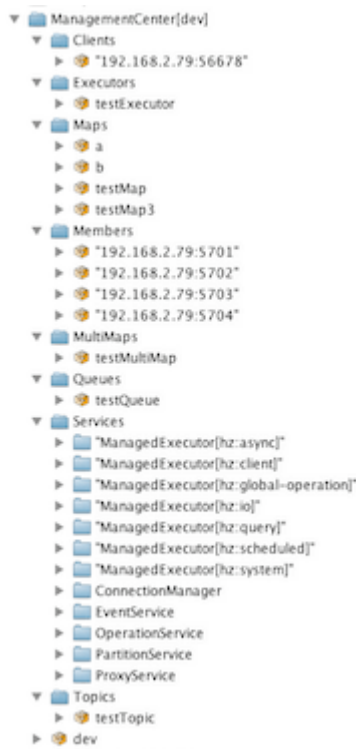 ManagementCenter[dev]
Clients
"192.168.2.79:56678"
Executors
testExecutor
Maps
a
b
testMap
testMap3
Members
"192.168.2.79:5701"
"192.168.2.79:5702"
"192.168.2.79:5703"
"192.168.2.79:5704"
MultiMaps
testMultiMap
Queues
testQueue
Services
"ManagedExecutor[hz:async]"
"ManagedExecutor[hz:client]"
"ManagedExecutor[hz:global-operation]"
"ManagedExecutor[hz:io]"
"ManagedExecutor[hz:query]"
"ManagedExecutor[hz:scheduled]"
"ManagedExecutor[hz:system]"
ConnectionManager
EventService
OperationService
PartitionService
ProxyService
Topics
testTopic
dev